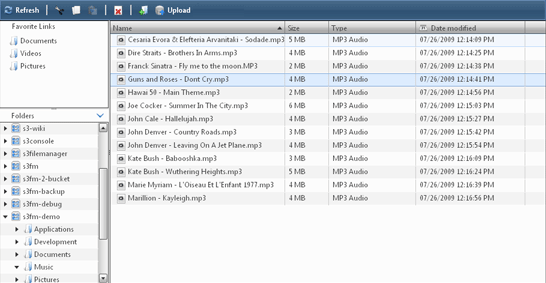 Refresh Upload
Favorite Links
Documents
Videos
Pictures
Folders
s3-wiki
s3console
s3filemanager
s3fm
s3fm-2-bucket
s3fm-backup
s3fm-debug
s3fm-demo
Applications
Development
Documents
Music
Pictures
Name Size Type Date modified
Cesaria Evora & Elefteria Arvanitaki - Sodade.mp3 5 MB MP3 Audio 07/26/2009 12:14:09 PM
Dire Straits - Brothers In Arms.mp3 4 MB MP3 Audio 07/26/2009 12:14:25 PM
Franck Sinatra - Fly me to the moon.MP3 2 MB MP3 Audio 07/26/2009 12:14:38 PM
Guns and Roses - Dont Cry.mp3 4 MB MP3 Audio 07/26/2009 12:14:41 PM
Hawai 50 - Main Theme.mp3 2 MB MP3 Audio 07/26/2009 12:14:56 PM
Joe Cocker - Summer In The City.mp3 6 MB MP3 Audio 07/26/2009 12:15:03 PM
John Cale - Hallelujah.mp3 4 MB MP3 Audio 07/26/2009 12:15:27 PM
John Denver - Country Roads.mp3 3 MB MP3 Audio 07/26/2009 12:15:42 PM
John Denver - Leaving On A Jet Plane.mp3 4 MB MP3 Audio 07/26/2009 12:15:54 PM
Kate Bush - Babooshka.mp3 3 MB MP3 Audio 07/26/2009 12:16:09 PM
Kate Bush - Wuthering Heights.mp3 5 MB MP3 Audio 07/26/2009 12:16:24 PM
Marie Myriam - L'Oiseau Et L'Enfant 1977.mp3 4 MB MP3 Audio 07/26/2009 12:16:39 PM
Marillion - Kayleigh.mp3 4 MB MP3 Audio 07/26/2009 12:16:56 PM